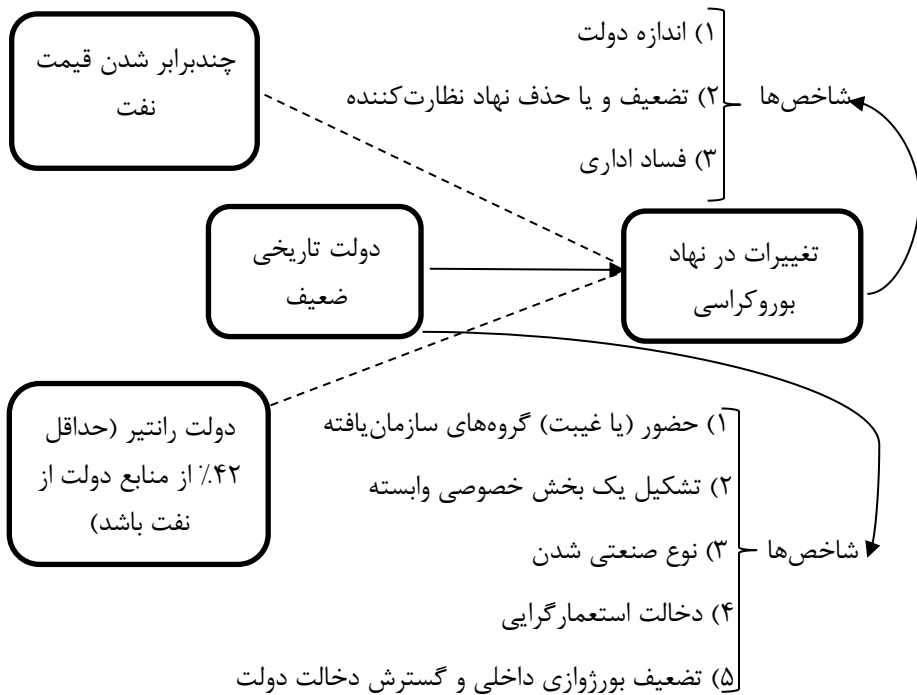 چندبرابر شدن قیمت
نفت
۱) اندازه دولت
۲) تضعیف و یا حذف نهاد نظارت‌کننده
۳) فساد اداری
شاخص‌ها
دولت تاریخی
ضعیف
تغییرات در نهاد
بوروکراسی
دولت رانتیر (حداقل
۴۲٪ از منابع دولت از
نفت باشد)
۱) حضور (یا غیبت) گروه‌های سازمان‌یافته
۲) تشکیل یک بخش خصوصی وابسته
۳) نوع صنعتی شدن
۴) دخالت استعمارگرایی
۵) تضعیف بورژوازی داخلی و گسترش دخالت دولت
شاخص‌ها